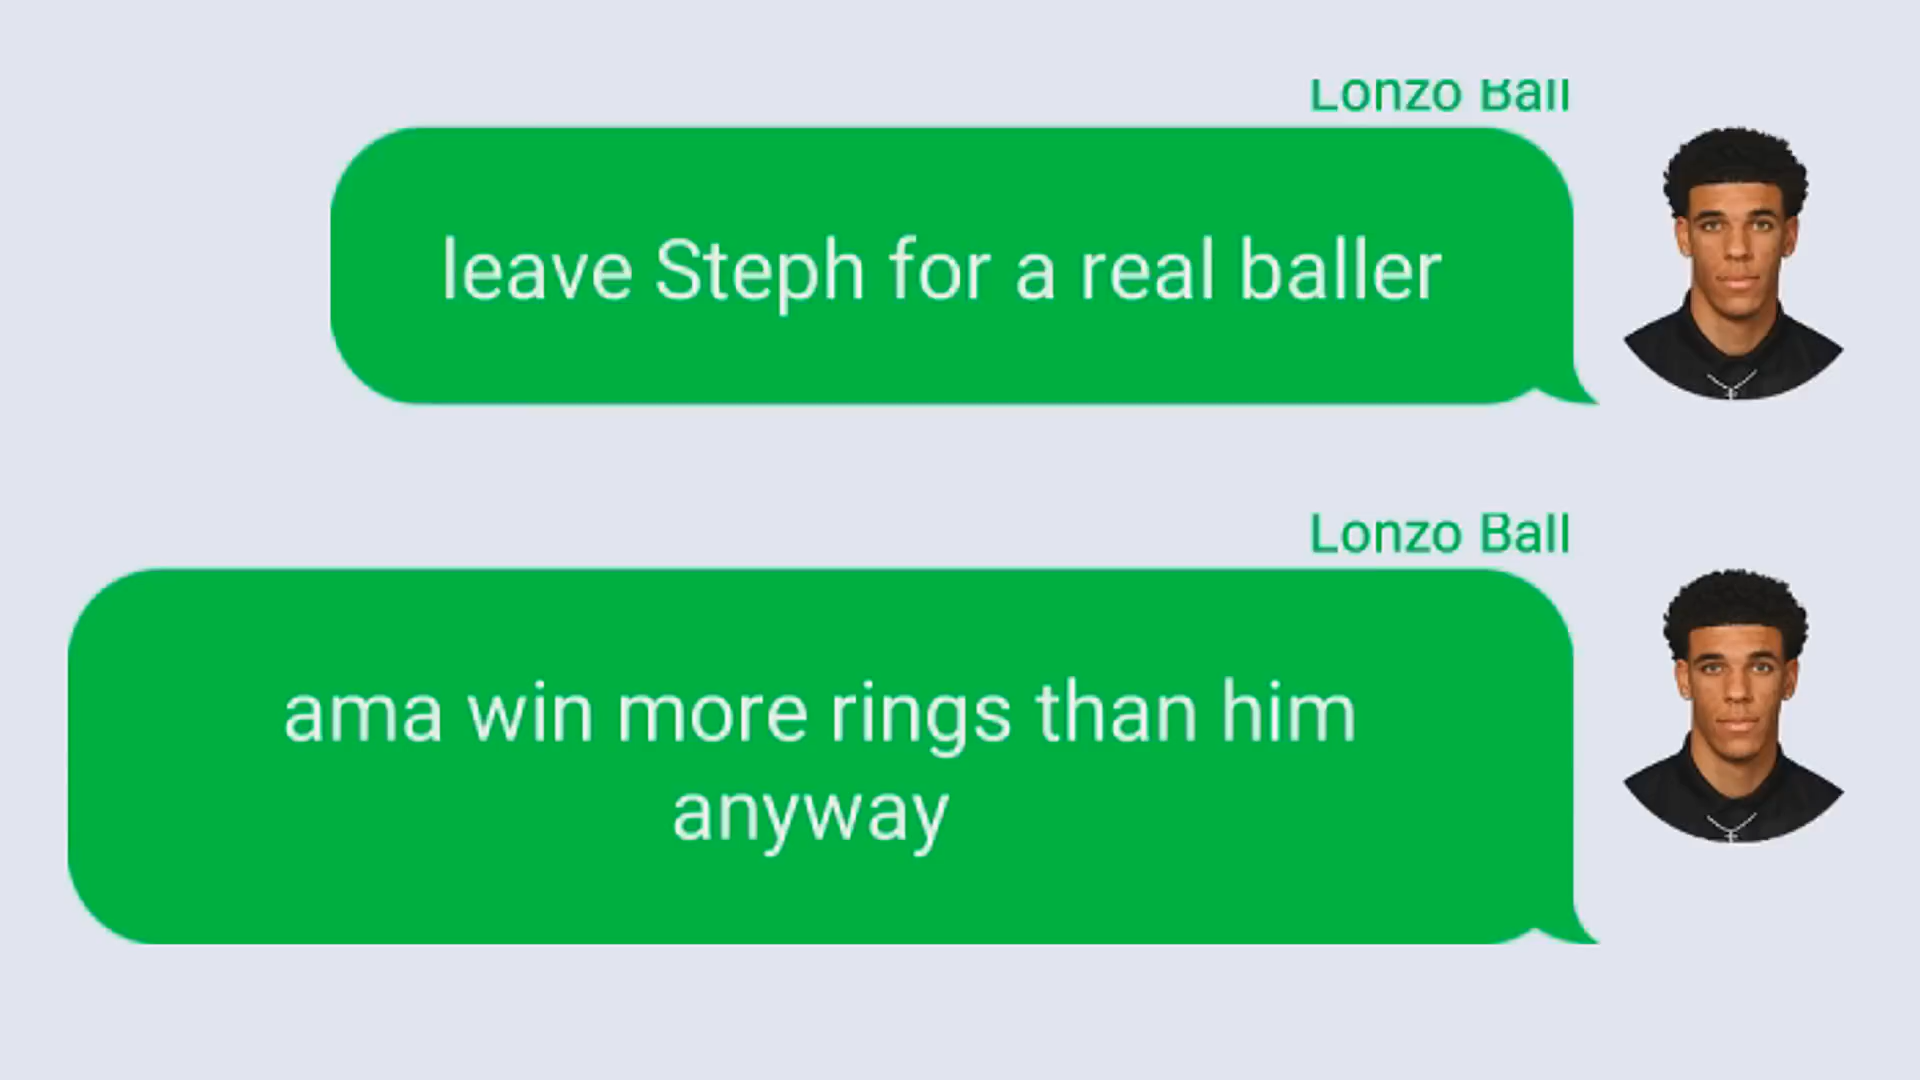 Lonzo Ball
leave Steph for a real baller
Lonzo Ball
ama win more rings than him
anyway